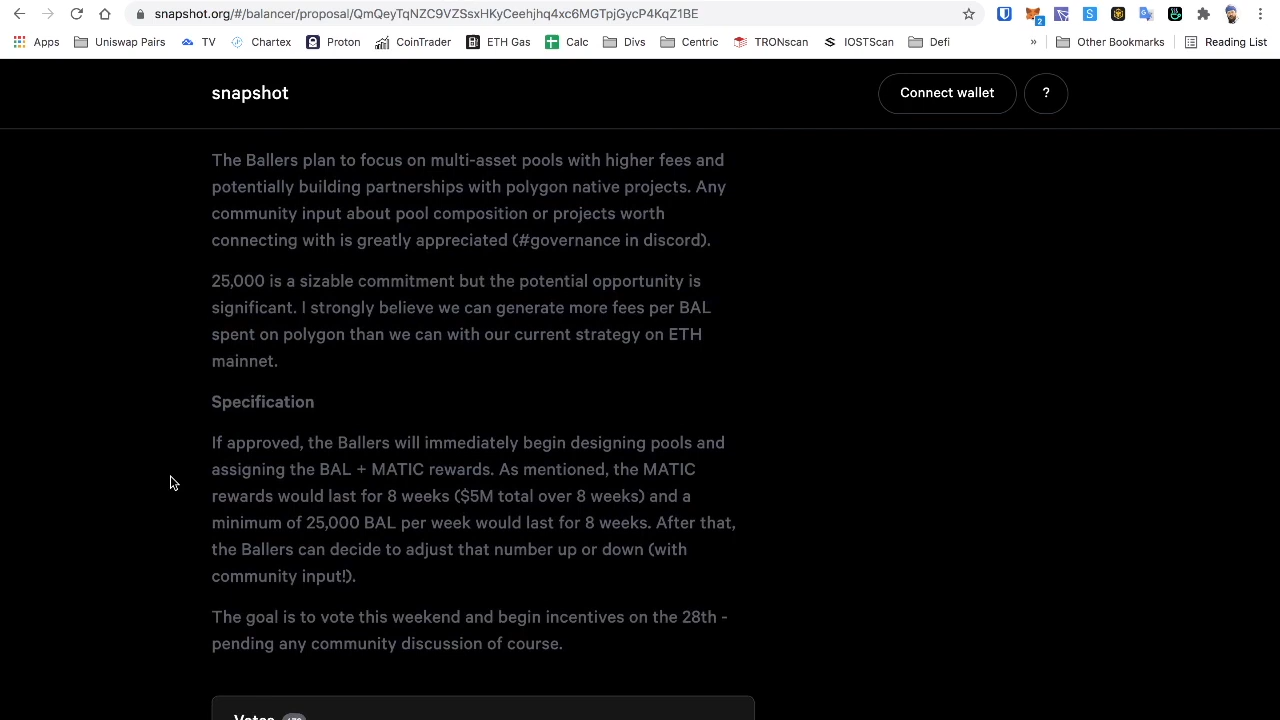 snapshot.org/#/balancer/proposal/QmQeyTqNZC9VZSsxHKyCeehjhq4xc6MGTpjGycP4KqZ1BE
2
Apps
Uniswap Pairs
TV
Chartex
Proton
CoinTrader
ETH Gas
Calc
Divs
Centric
TRONscan
IOSTScan
Defi
»
Other Bookmarks
Reading List
snapshot
Connect wallet
?
The Ballers plan to focus on multi-asset pools with higher fees and
potentially building partnerships with polygon native projects. Any
community input about pool composition or projects worth
connecting with is greatly appreciated (#governance in discord).
25,000 is a sizable commitment but the potential opportunity is
significant. I strongly believe we can generate more fees per BAL
spent on polygon than we can with our current strategy on ETH
mainnet.
Specification
If approved, the Ballers will immediately begin designing pools and
assigning the BAL + MATIC rewards. As mentioned, the MATIC
rewards would last for 8 weeks ($5M total over 8 weeks) and a
minimum of 25,000 BAL per week would last for 8 weeks. After that,
the Ballers can decide to adjust that number up or down (with
community input!).
The goal is to vote this weekend and begin incentives on the 28th -
pending any community discussion of course.
Votes